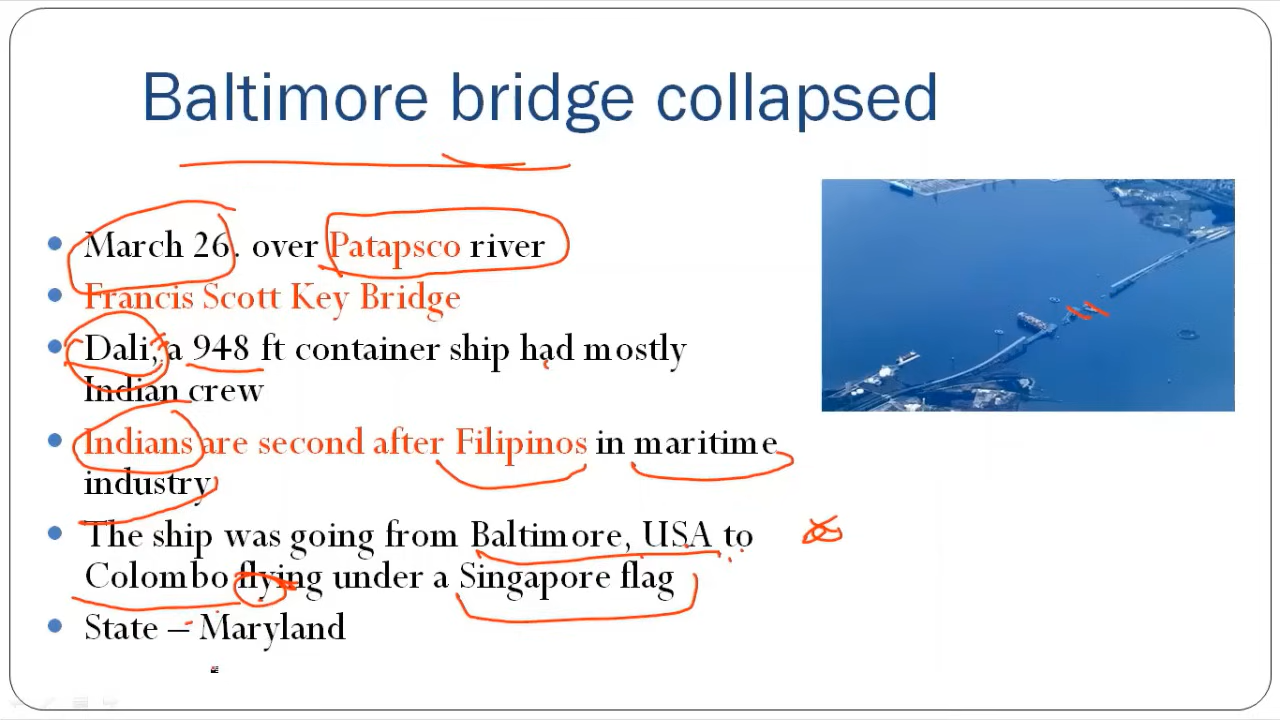 Baltimore bridge collapsed
March 26. over Patapsco river
Francis Scott Key Bridge
Dali, a 948 ft container ship had mostly
Indian crew
Indians are second after Filipinos in maritime
industry
The ship was going from Baltimore, USA to
Colombo flying under a Singapore flag
State – Maryland